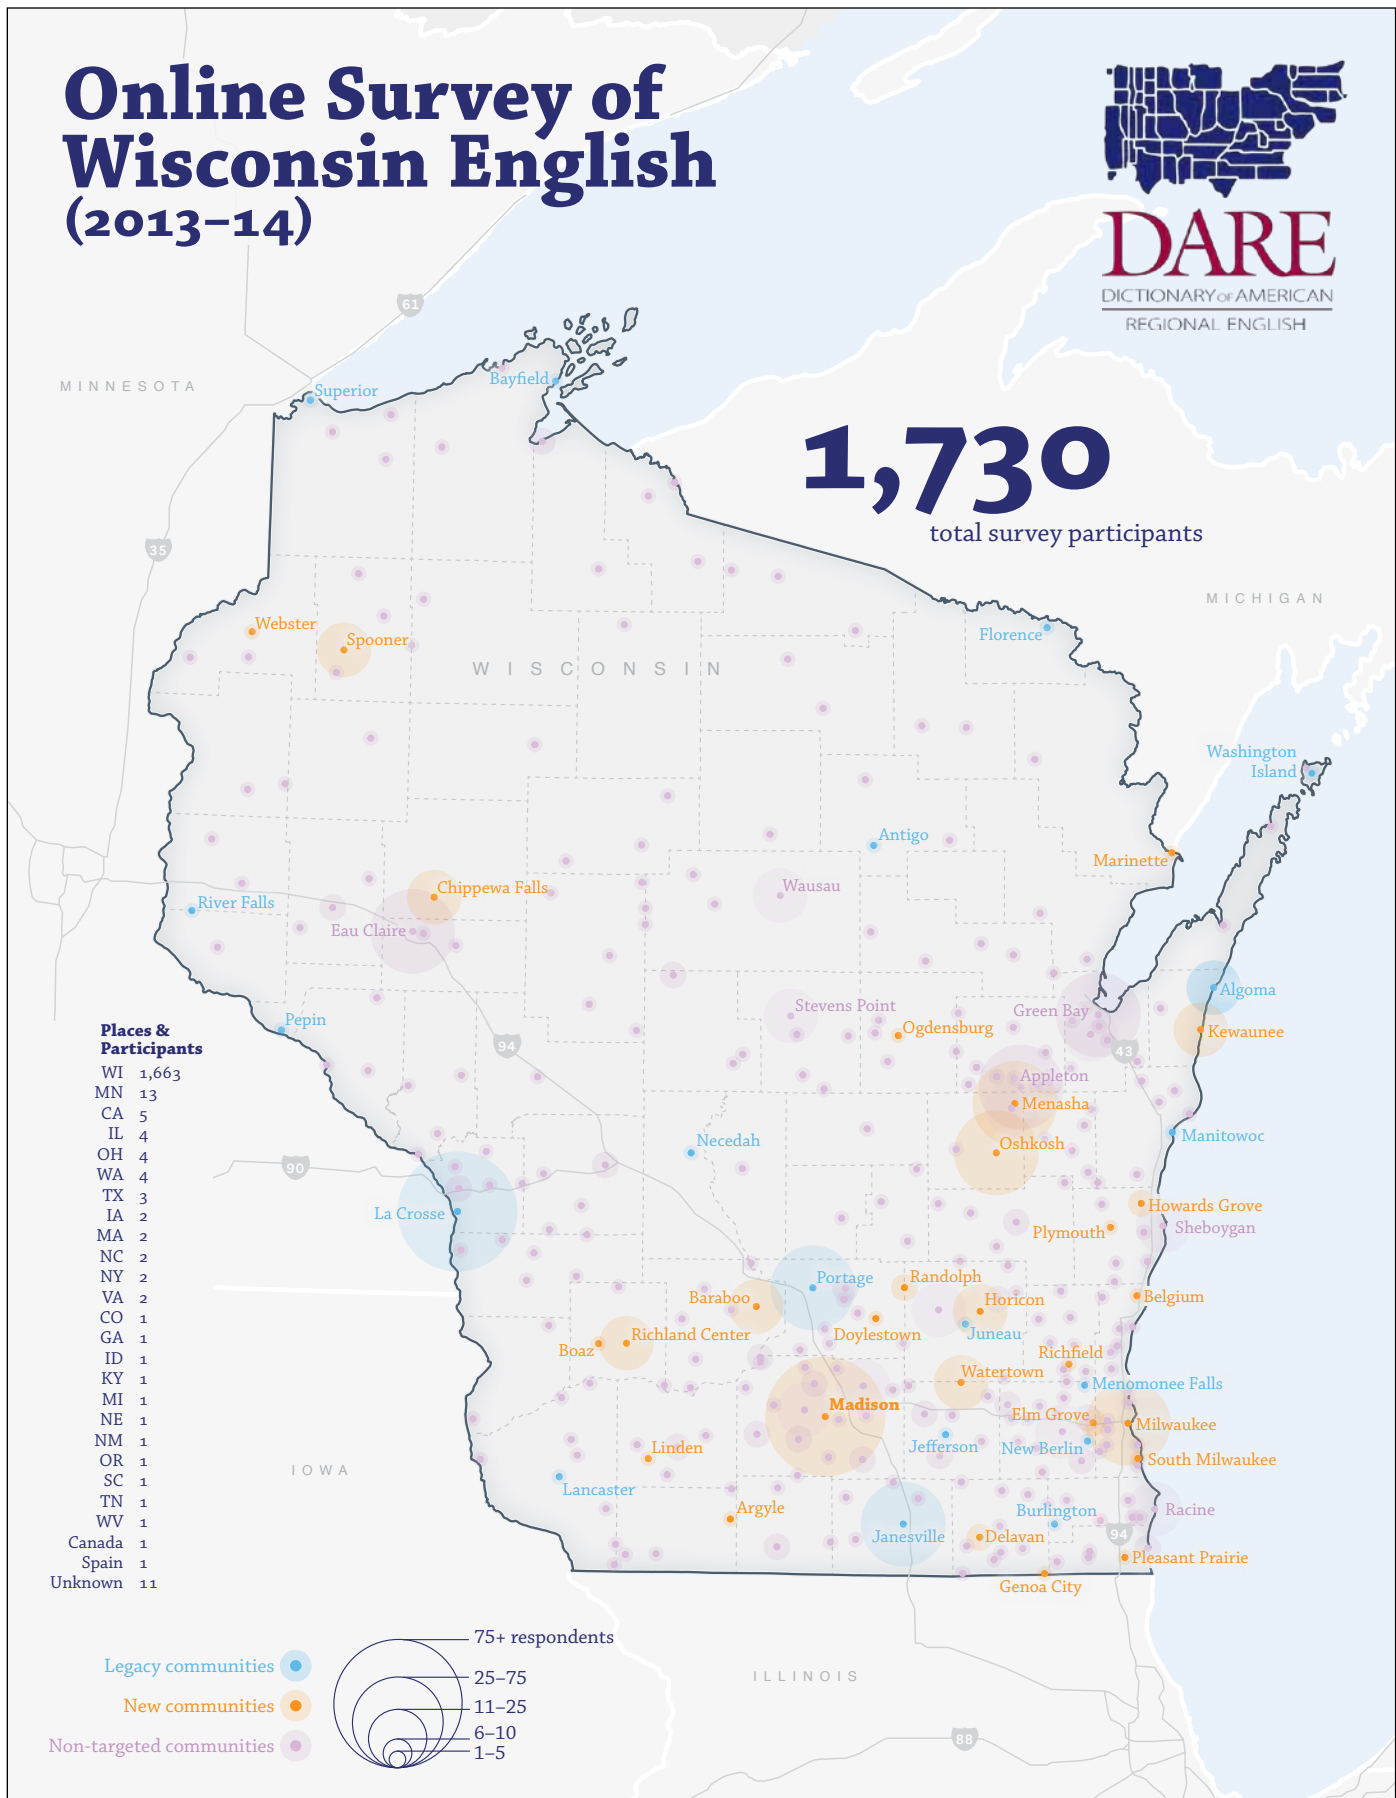 Online Survey of
Wisconsin English
(2013–14)
DARE
DICTIONARY OF AMERICAN
REGIONAL ENGLISH
61
MINNESOTA
Superior
Bayfield
1,730
total survey participants
35
MICHIGAN
Webster
Spooner
Florence
WISCONSIN
Washington
Island
Antigo
Marinette
Chippewa Falls
Wausau
River Falls
Eau Claire
Algoma
Stevens Point
Green Bay
Pepin
Ogdensburg
Kewaunee
94
43
Appleton
Menasha
Necedah
Oshkosh
Manitowoc
90
La Crosse
Howards Grove
Sheboygan
Plymouth
Portage
Randolph
Baraboo
Horicon
Belgium
Richland Center
Doylestown
Juneau
Boaz
Richfield
Watertown
Menomonee Falls
Madison
Elm Grove
Milwaukee
Linden
Jefferson
New Berlin
South Milwaukee
IOWA
Lancaster
Argyle
Burlington
Racine
Janesville
Delavan
94
Pleasant Prairie
Genoa City
ILLINOIS
88
Places &
Participants
WI 1,663
MN 13
CA 5
IL 4
OH 4
WA 4
TX 3
IA 2
MA 2
NC 2
NY 2
VA 2
CO 1
GA 1
ID 1
KY 1
MI 1
NE 1
NM 1
OR 1
SC 1
TN 1
WV 1
Canada 1
Spain 1
Unknown 11
Legacy communities
New communities
Non-targeted communities
75+ respondents
25–75
11–25
6–10
1–5